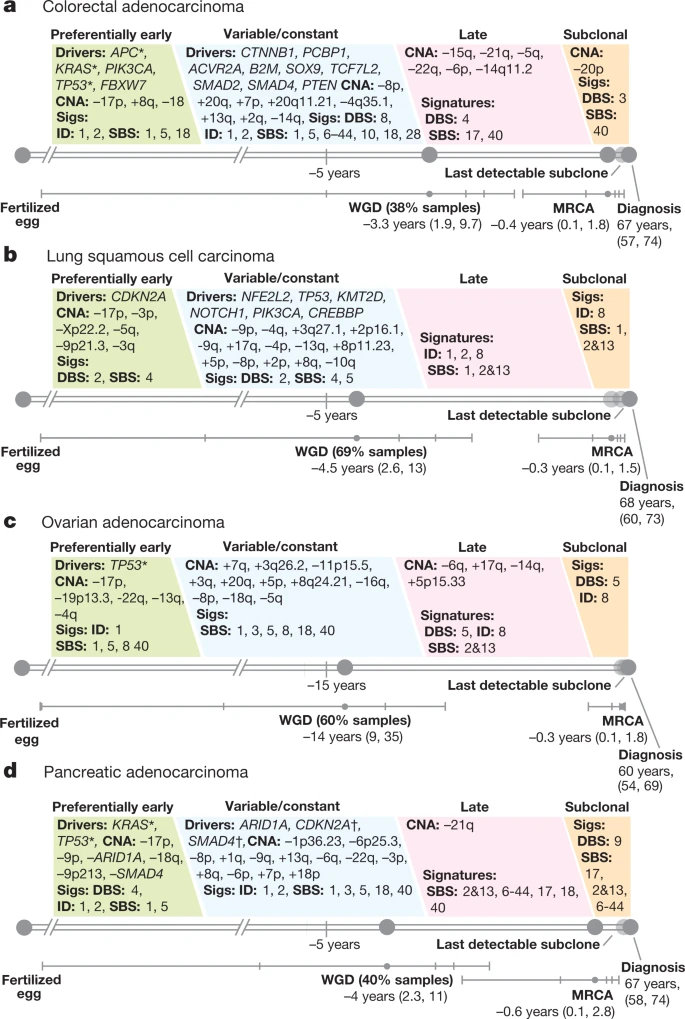 a Colorectal adenocarcinoma
Preferentially early
Drivers: APC*,
KRAS*, PIK3CA,
TP53*, FBXW7
CNA: −17p, +8q, −18
Sigs:
ID: 1, 2, SBS: 1, 5, 18
Variable/constant
Drivers: CTNNB1, PCBP1,
ACVR2A, B2M, SOX9, TCF7L2,
SMAD2, SMAD4, PTEN CNA: −8p,
+20q, +7p, +20q11.21, −4q35.1,
+13q, +2q, −14q, Sigs: DBS: 8,
ID: 1, 2, SBS: 1, 5, 6–44, 10, 18, 28
Late
CNA: −15q, −21q, −5q,
−22q, −6p, −14q11.2
Signatures:
DBS: 4
SBS: 17, 40
Subclonal
CNA:
−20p
Sigs:
DBS: 3
SBS:
40
−5 years
Last detectable subclone
Fertilized
egg
WGD (38% samples)
−3.3 years (1.9, 9.7)
MRCA
−0.4 years (0.1, 1.8)
Diagnosis
67 years,
(57, 74)
b Lung squamous cell carcinoma
Preferentially early
Drivers: CDKN2A
CNA: −17p, −3p,
−Xp22.2, −5q,
−9p21.3, −3q
Sigs:
DBS: 2, SBS: 4
Variable/constant
Drivers: NFE2L2, TP53, KMT2D,
NOTCH1, PIK3CA, CREBBP
CNA: −9p, −4q, +3q27.1, +2p16.1,
−9q, +17q, −4p, −13q, +8p11.23,
+5p, −8p, +2p, +8q, −10q
Sigs: DBS: 2, SBS: 4, 5
Late
Signatures:
ID: 1, 2, 8
SBS: 1, 2&13
Subclonal
Sigs:
ID: 8
SBS: 1,
2&13
−5 years
Last detectable subclone
Fertilized
egg
WGD (69% samples)
−4.5 years (2.6, 13)
MRCA
−0.3 years (0.1, 1.5)
Diagnosis
68 years,
(60, 73)
c Ovarian adenocarcinoma
Preferentially early
Drivers: TP53*
CNA: −17p,
−19p13.3, -22q, −13q,
−4q
Sigs: ID: 1
SBS: 1, 5, 8 40
Variable/constant
CNA: +7q, +3q26.2, −11p15.5,
+3q, +20q, +5p, +8q24.21, −16q,
−8p, −18q, −5q
Sigs:
SBS: 1, 3, 5, 8, 18, 40
Late
CNA: −6q, +17q, −14q,
+5p15.33
Signatures:
DBS: 5, ID: 8
SBS: 2&13
Subclonal
Sigs:
DBS: 5
ID: 8
−15 years
Last detectable subclone
Fertilized
egg
WGD (60% samples)
−14 years (9, 35)
MRCA
−0.3 years (0.1, 1.8)
Diagnosis
60 years,
(54, 69)
d Pancreatic adenocarcinoma
Preferentially early
Drivers: KRAS*,
TP53*, CNA: −17p,
−9p, −ARID1A, −18q,
−9p213, −SMAD4
Sigs: DBS: 4,
ID: 1, 2, SBS: 1, 5
Variable/constant
Drivers: ARID1A, CDKN2A†,
SMAD4†, CNA: −1p36.23, −6p25.3,
−8p, +1q, −9q, +13q, −6q, −22q, −3p,
+8q, −6p, +7p, +18p
Sigs: ID: 1, 2, SBS: 1, 3, 5, 18, 40
Late
CNA: −21q
Signatures:
SBS: 2&13, 6-44, 17, 18,
40
Subclonal
Sigs:
DBS: 9
SBS:
17,
2&13,
6-44
−5 years
Last detectable subclone
Fertilized
egg
WGD (40% samples)
−4 years (2.3, 11)
MRCA
−0.6 years (0.1, 2.8)
Diagnosis
67 years,
(58, 74)